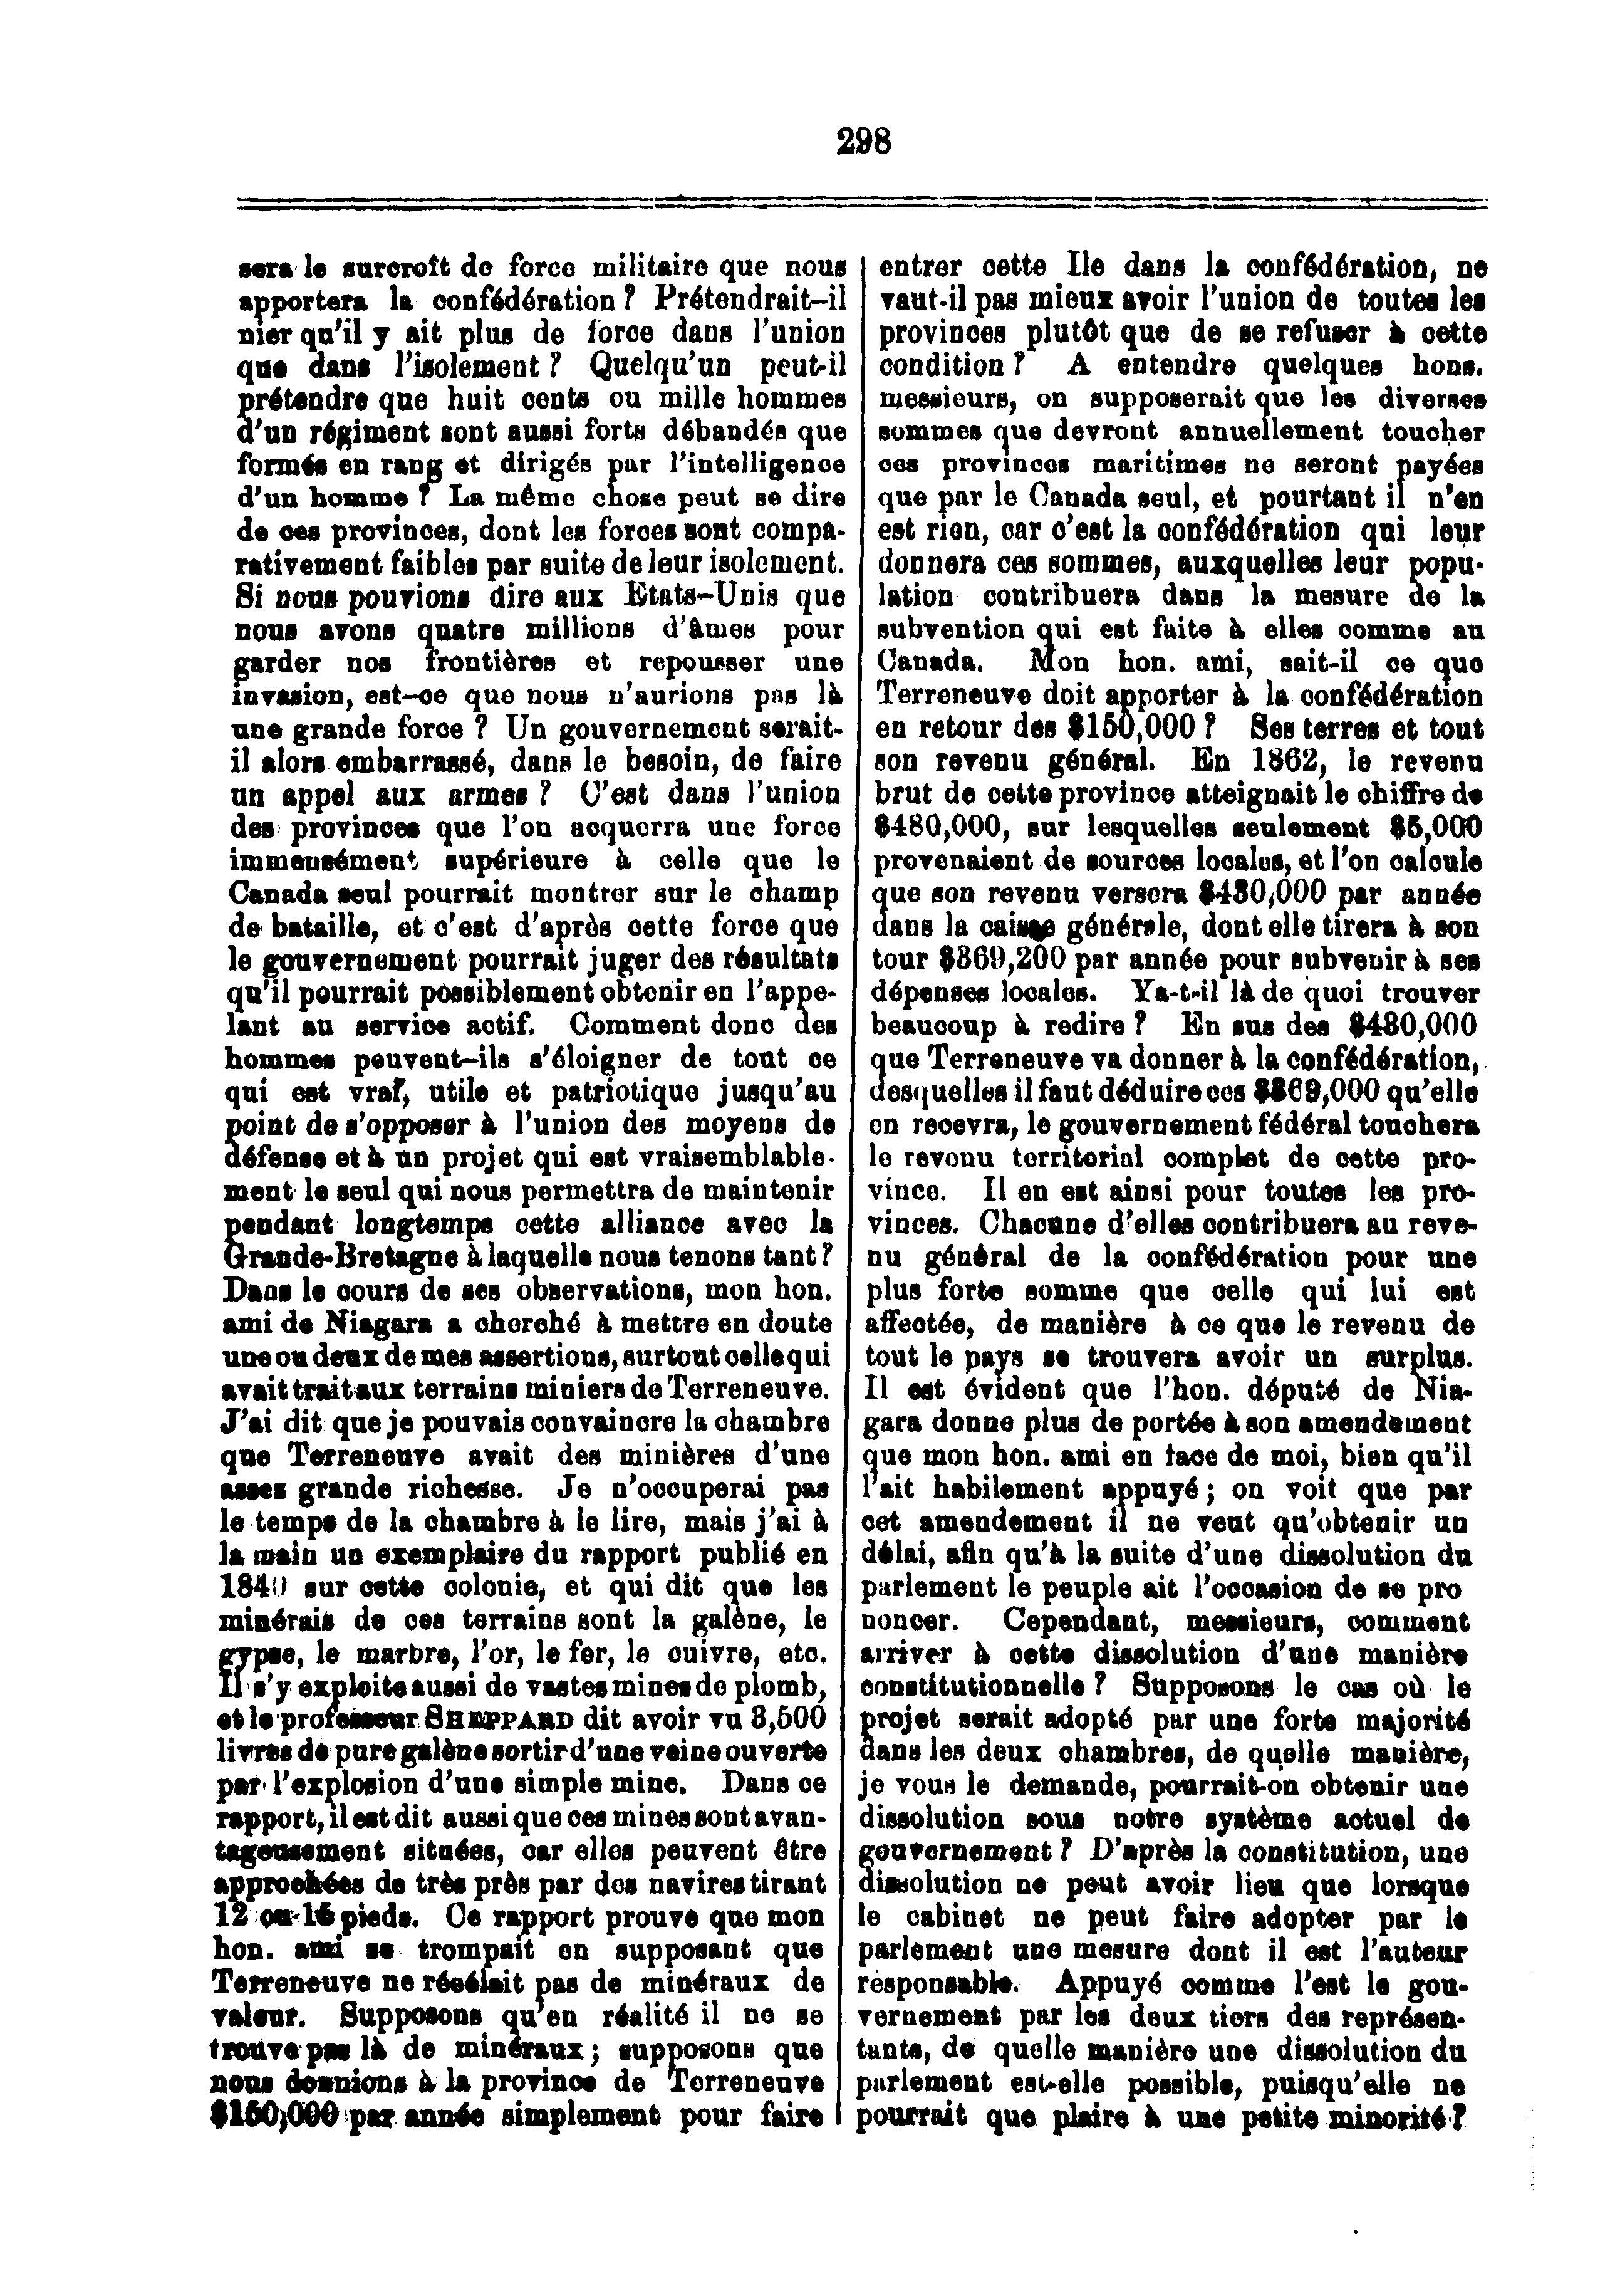 298
sera le surcroît de force militaire que nous
apportera la confédération ? Prétendrait-il
nier qu'il y ait plus de force dans l'union
que dans l'isolement ? Quelqu'un peut-il
prétendre que huit cents ou mille hommes
d'un régiment sont aussi forts débandés que
formés en rang et dirigés par l'intelligence
d'un homme ? La même chose peut se dire
de ces provinces, dont les forces sont compa-
rativement faibles par suite de leur isolement.
Si nous pouvions dire aux Etats-Unis que
nous avons quatre millions d'âmes pour
garder nos frontières et repousser une
invasion, est-ce que nous n'aurions pas là
une grande force ? Un gouvernement serait-
il alors embarrassé, dans le besoin, de faire
un appel aux armes ? C'est dans l'union
des provinces que l'on acquerra une force
immensément supérieure à celle que le
Canada seul pourrait montrer sur le champ
de bataille, et c'est d'après cette force que
le gouvernement pourrait juger des résultats
qu'il pourrait possiblement obtenir en l'appe-
lant au service actif. Comment donc des
hommes peuvent-ils s'éloigner de tout ce
qui est vrai, utile et patriotique jusqu'au
point de s'opposer à l'union des moyens de
défense et à un projet qui est vraisemblable-
ment le seul qui nous permettra de maintenir
pendant longtemps cette alliance avec la
Grande-Bretagne à laquelle nous tenons tant ?
Dans le cours de ses observations, mon hon.
ami de Niagara a cherché à mettre en doute
une ou deux de mes assertions, surtout celle qui
avait trait aux terrains miniers de Terreneuve.
J'ai dit que je pouvais convaincre la chambre
que Terreneuve avait des minières d'une
assez grande richesse. Je n'occuperai pas
le temps de la chambre à le lire, mais j'ai à
la main un exemplaire du rapport publié en
1840 sur cette colonie, et qui dit que les
minérais de ces terrains sont la galène, le
gypse, le marbre, l'or, le fer, le cuivre, etc.
Il s'y exploite aussi de vastes mines de plomb,
et le professeur SHEPPARD dit avoir vu 3,500
livres de pure galène sortir d'une veine ouverte
par l'explosion d'une simple mine. Dans ce
rapport, il est dit aussi que ces mines sont avan-
tageusement situées, car elles peuvent être
approchées de très près par des navires tirant
12 ou 16 pieds. Ce rapport prouve que mon
hon. ami se trompait en supposant que
Terreneuve ne récélait pas de minéraux de
valeur. Supposons qu'en réalité il ne se
trouve pas là de minéraux ; supposons que
nous donnions à la province de Terreneuve
$150,000 par année simplement pour faire
entrer cette Ile dans la confédération, ne
vaut-il pas mieux avoir l'union de toutes les
provinces plutôt que de se refuser à cette
condition ? A entendre quelques hons.
messieurs, on supposerait que les diverses
sommes que devront annuellement toucher
ces provinces maritimes ne seront payées
que par le Canada seul, et pourtant il n'en
est rien, car c'est la confédération qui leur
donnera ces sommes, auxquelles leur popu-
lation contribuera dans la mesure de la
subvention qui est faite à elles comme au
Canada. Mon hon. ami, sait-il ce que
Terreneuve doit apporter à la confédération
en retour des $150,000 ? Ses terres et tout
son revenu général. En 1862, le revenu
brut de cette province atteignait le chiffre de
$480,000, sur lesquelles seulement $5,000
provenaient de sources locales, et l'on calcule
que son revenu versera $480,000 par année
dans la caisse générale, dont elle tirera à son
tour $369,200 par année pour subvenir à ses
dépenses locales. Ya-t-il là de quoi trouver
beaucoup à redire ? En sus des $480,000
que Terreneuve va donner à la confédération,
desquelles il faut déduire ces $369,000 qu'elle
en recevra, le gouvernement fédéral touchera
le revenu territorial complet de cette pro-
vince. Il en est ainsi pour toutes les pro-
vinces. Chacune d'elles contribuera au reve-
nu général de la confédération pour une
plus forte somme que celle qui lui est
affectée, de manière à ce que le revenu de
tout le pays se trouvera avoir un surplus.
Il est évident que l'hon. député de Nia-
gara donne plus de portée à son amendement
que mon hon. ami en face de moi, bien qu'il
l'ait habilement appuyé ; on voit que par
cet amendement il ne veut qu'obtenir un
délai, afin qu'à la suite d'une dissolution du
parlement le peuple ait l'occasion de se pro
noncer. Cependant, messieurs, comment
arriver à cette dissolution d'une manière
constitutionnelle ? Supposons le cas où le
projet serait adopté par une forte majorité
dans les deux chambres, de quelle manière,
je vous le demande, pourrait-on obtenir une
dissolution sous notre système actuel de
gouvernement ? D'après la constitution, une
dissolution ne peut avoir lieu que lorsque
le cabinet ne peut faire adopter par le
parlement une mesure dont il est l'auteur
responsable. Appuyé comme l'est le gou-
vernement par les deux tiers des représen-
tants, de quelle manière une dissolution du
parlement est-elle possible, puisqu'elle ne
pourrait que plaire à une petite minorité ?